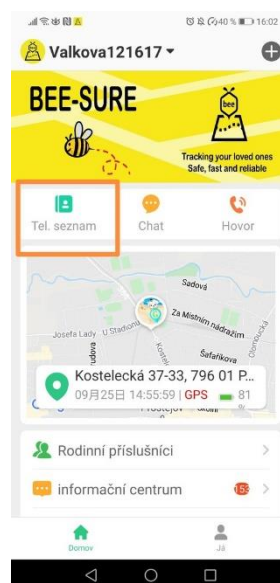 40 % 16:02
Valkova121617
BEE-SURE
bee
Tracking your loved ones
Safe, fast and reliable
Tel. seznam
Chat
Hovor
Sadová
Za Místním nádražím
Josefa Lady
U Stadionu
Šafaříkova
Olomoucká
Kostelecká 37-33, 796 01 P...
09月25日 14:55:59 | GPS 81
Rodinní příslušníci
informační centrum
153
Domov
Já